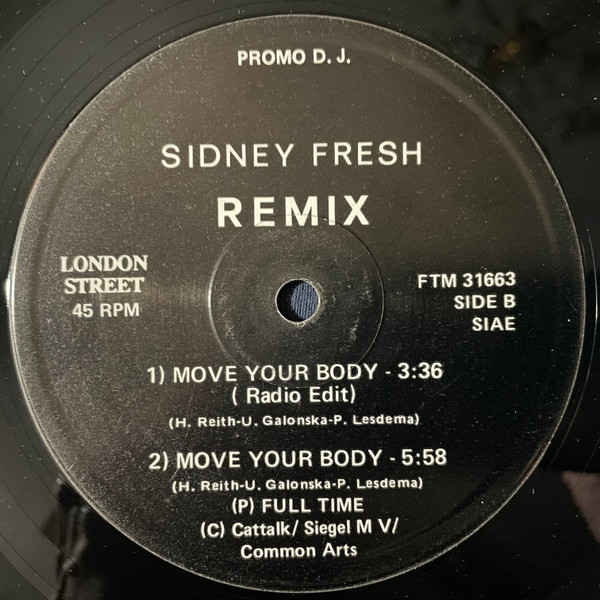 PROMO D. J.
SIDNEY FRESH
REMIX
LONDON
STREET
45 RPM
FTM 31663
SIDE B
SIAE
1) MOVE YOUR BODY - 3:36
( Radio Edit)
(H. Reith-U. Galonska-P. Lesdema)
2) MOVE YOUR BODY - 5:58
(H. Reith-U. Galonska-P. Lesdema)
(P) FULL TIME
(C) Cattalk/ Siegel M V/
Common Arts